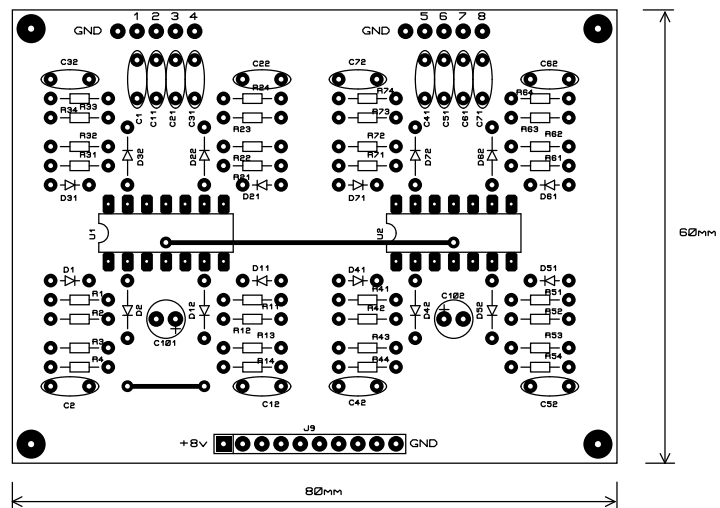 1 2 3 4 5 6 7 8
GND GND
C32 C22 C72 C62
R33 R24 R74 R64
R34 C1 C11 C21 C31 R73 C41 C51 C61 C71
R32 R23 R72 R63 R62
R31 D32 D22 R22 R71 D72 D62 R61
R21
D31 D21 D71 D61
U1 U2
60mm
D1 D11 D41 D51
R1 R41 C102 R51
R2 D2 D12 R11 R42 D42 D52 R52
R12
R3 C101 R13 R43 R53
R4 R14 R44 R54
C2 C12 C42 C52
J9
+8v GND
80mm